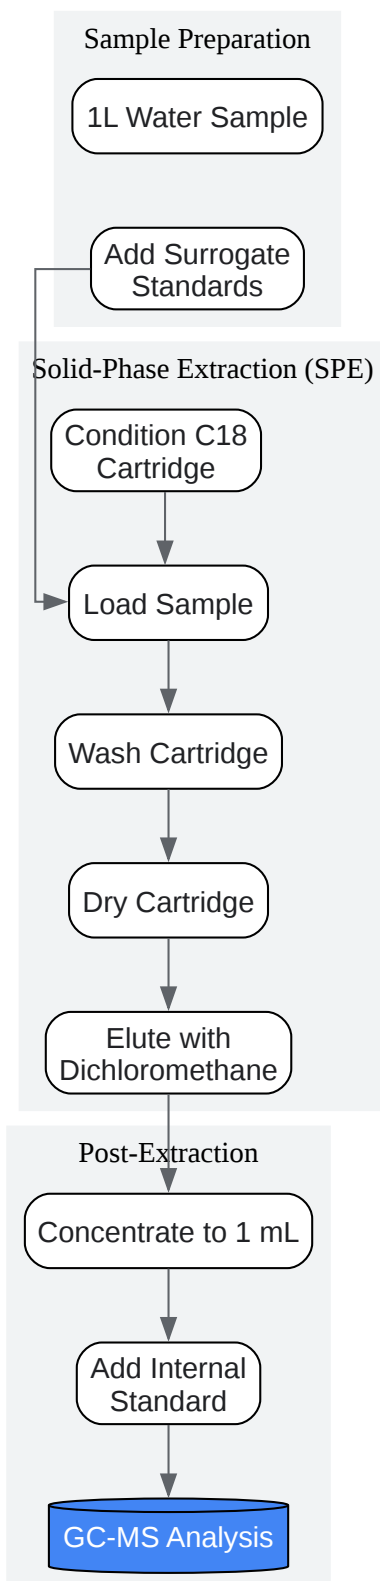 Sample Preparation
1L Water Sample
Add Surrogate
Standards
Solid-Phase Extraction (SPE)
Condition C18
Cartridge
Load Sample
Wash Cartridge
Dry Cartridge
Elute with
Dichloromethane
Post-Extraction
Concentrate to 1 mL
Add Internal
Standard
GC-MS Analysis